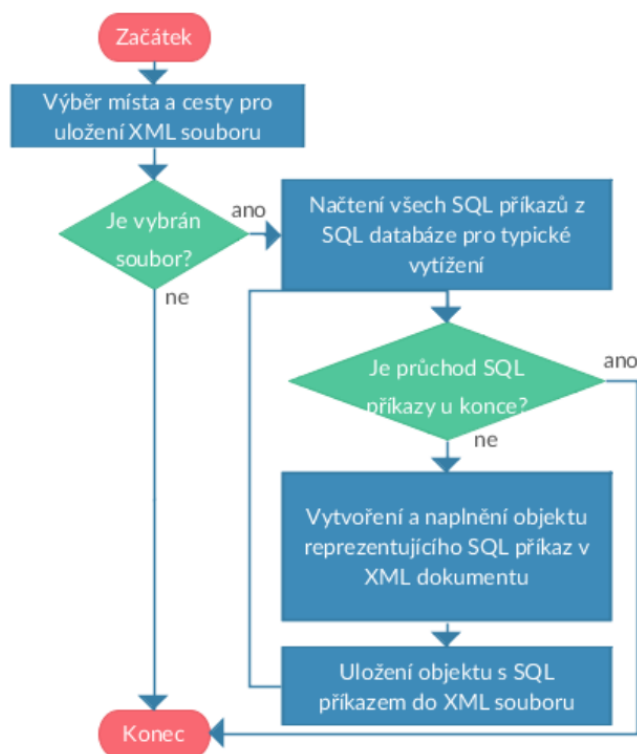 Začátek
Výběr místa a cesty pro
uložení XML souboru
Je vybrán
soubor?
ano
ne
Načtení všech SQL příkazů z
SQL databáze pro typické
vytížení
Je průchod SQL
příkazy u konce?
ano
ne
Vytvoření a naplnění objektu
reprezentujícího SQL příkaz v
XML dokumentu
Uložení objektu s SQL
příkazem do XML souboru
Konec